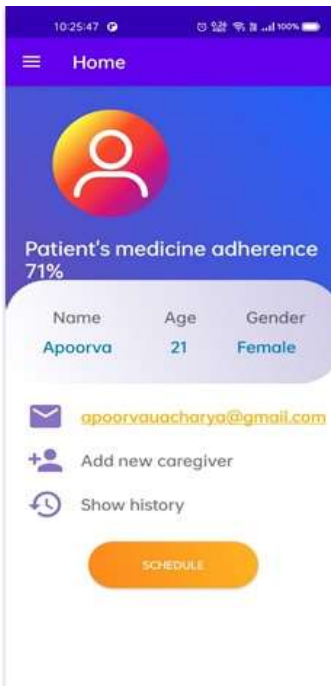 10:25:47
100%
Home
Patient's medicine adherence
71%
Name Age Gender
Apoorva 21 Female
apoorvauacharya@gmail.com
Add new caregiver
Show history
SCHEDULE